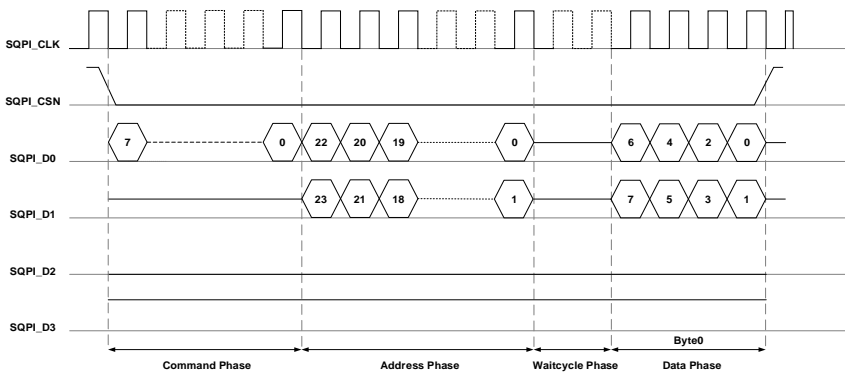 SQPI_CLK
SQPI_CSN
7 0 22 20 19 0 6 4 2 0
SQPI_D0
23 21 18 1 7 5 3 1
SQPI_D1
SQPI_D2
SQPI_D3
Byte0
Command Phase Address Phase Waitcycle Phase Data Phase